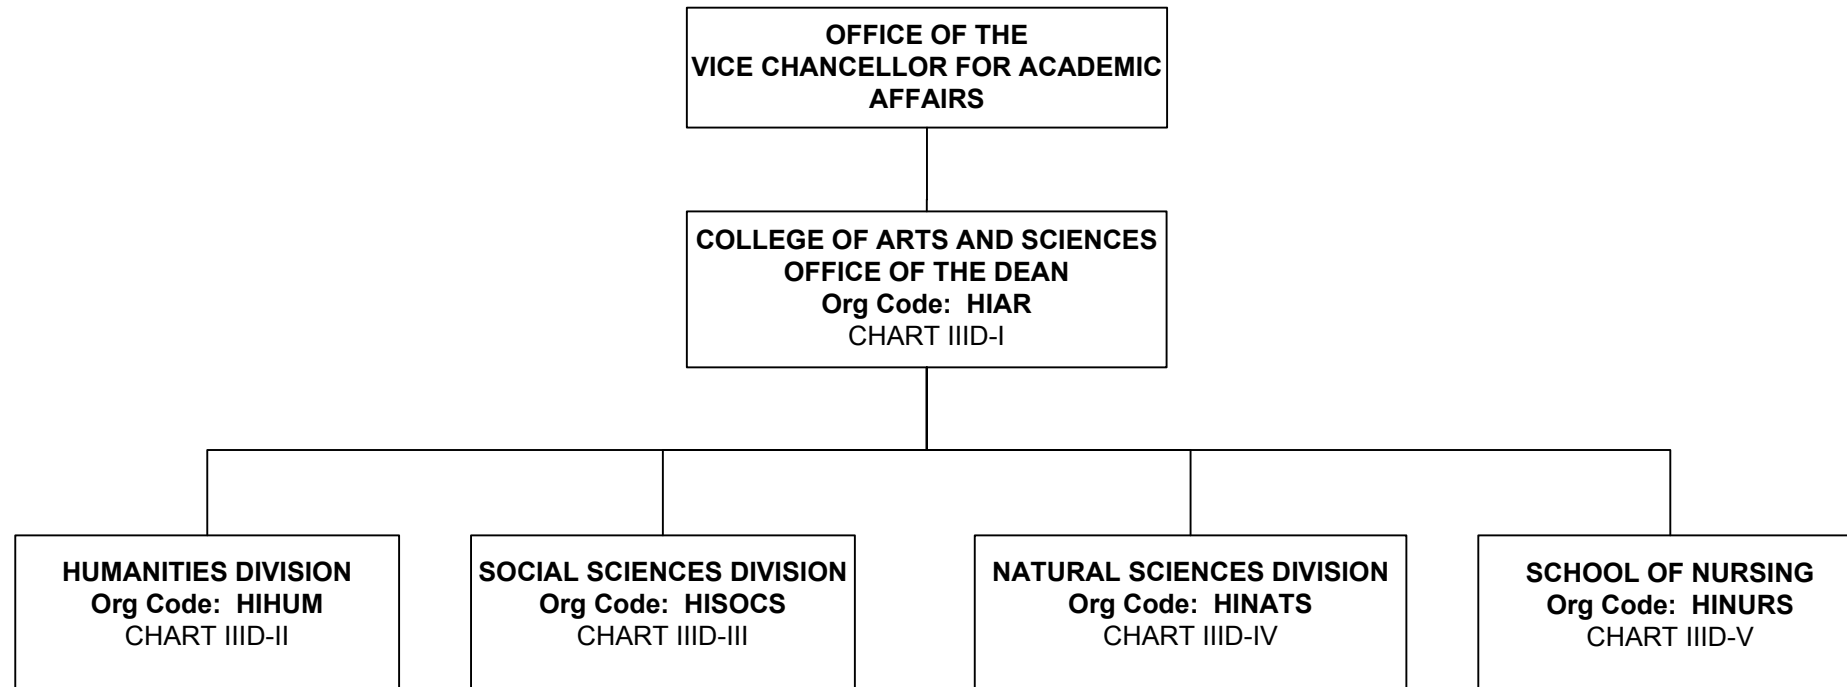 OFFICE OF THE
VICE CHANCELLOR FOR ACADEMIC
AFFAIRS
COLLEGE OF ARTS AND SCIENCES
OFFICE OF THE DEAN
Org Code:  HIAR
CHART IIID-I
HUMANITIES DIVISION
Org Code:  HIHUM
CHART IIID-II
SOCIAL SCIENCES DIVISION
Org Code:  HISOCS
CHART IIID-III
NATURAL SCIENCES DIVISION
Org Code:  HINATS
CHART IIID-IV
SCHOOL OF NURSING
Org Code:  HINURS
CHART IIID-V